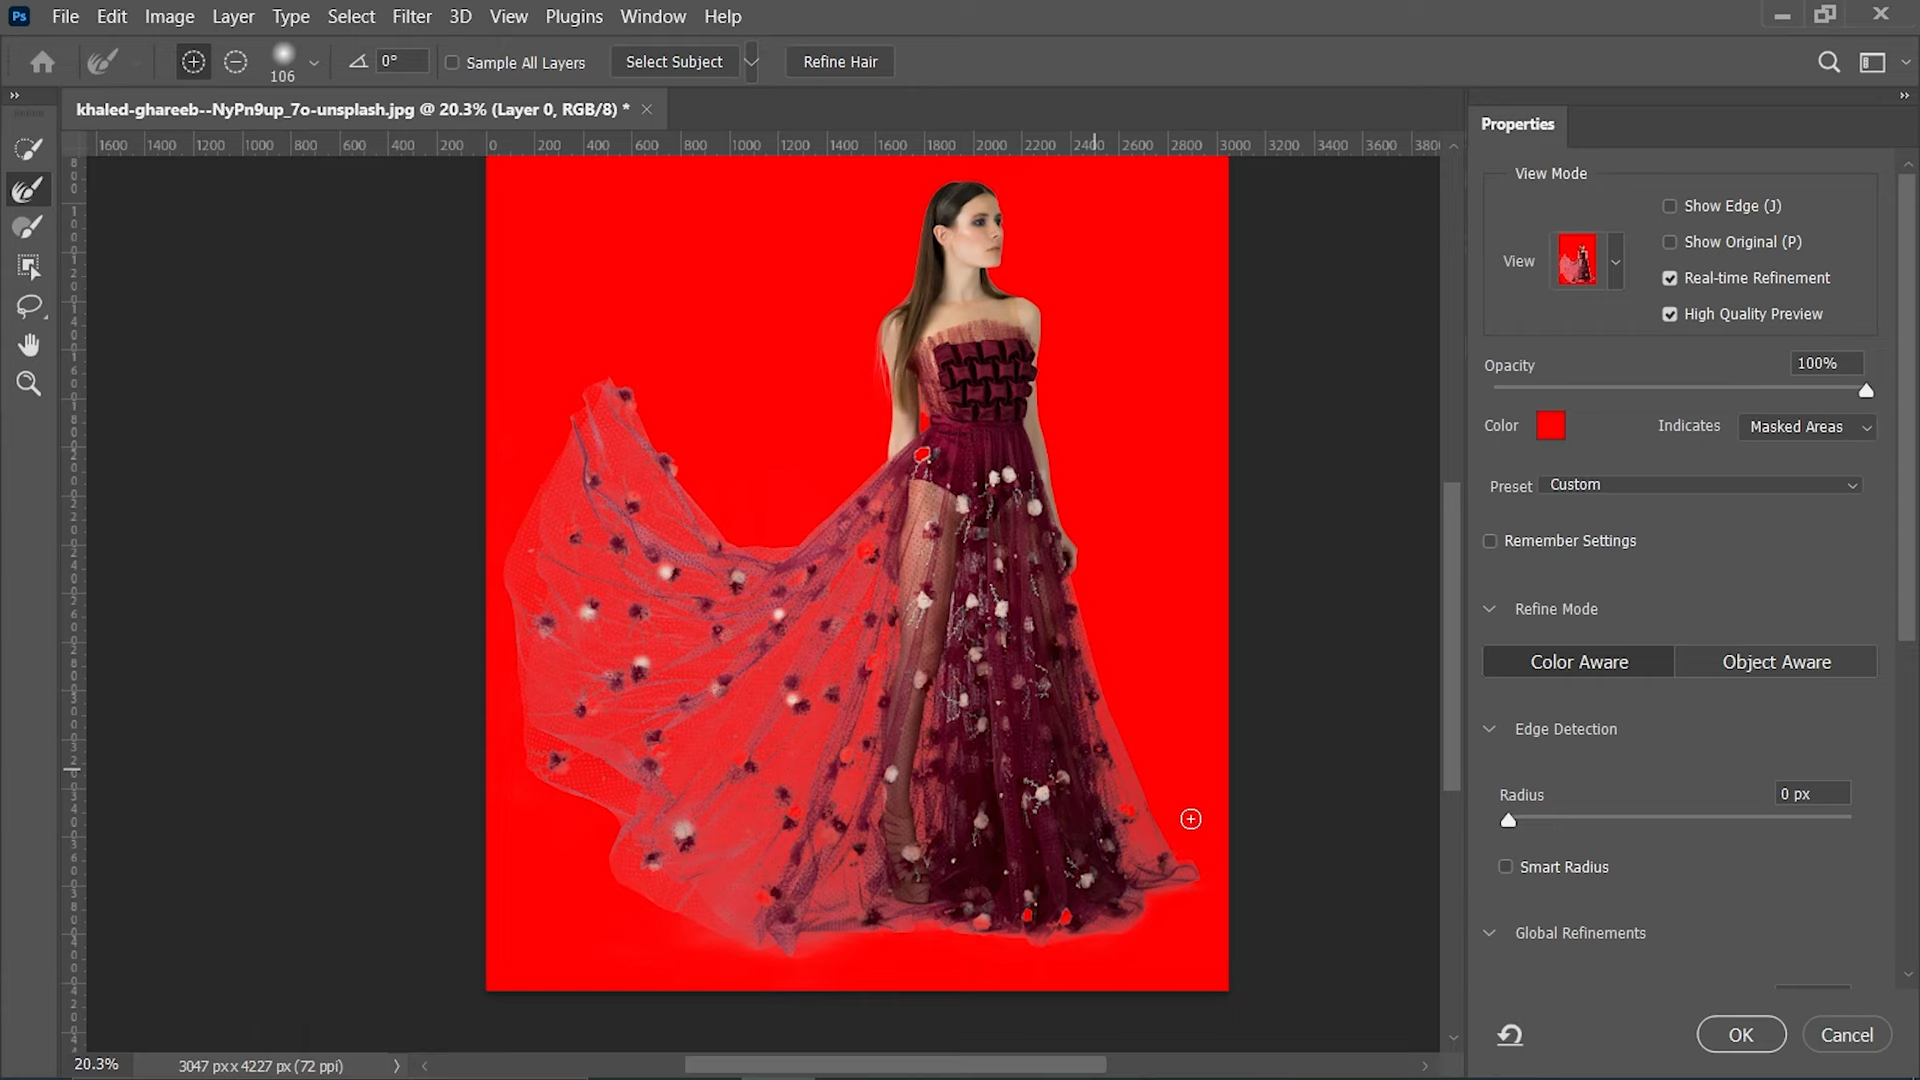 Ps File Edit Image Layer Type Select Filter 3D View Plugins Window Help
106 0° Sample All Layers Select Subject Refine Hair
khaled-ghareeb--NyPn9up_7o-unsplash.jpg @ 20.3% (Layer 0, RGB/8) *
1600 1400 1200 1000 800 600 400 200 0 200 400 600 800 1000 1200 1400 1600 1800 2000 2200 2400 2600 2800 3000 3200 3400 3600 380
Properties
View Mode
Show Edge (J)
Show Original (P)
View
Real-time Refinement
High Quality Preview
Opacity 100%
Color Indicates Masked Areas
Preset Custom
Remember Settings
Refine Mode
Color Aware Object Aware
Edge Detection
Radius 0 px
Smart Radius
Global Refinements
OK Cancel
20.3% 3047 px x 4227 px (72 ppi)